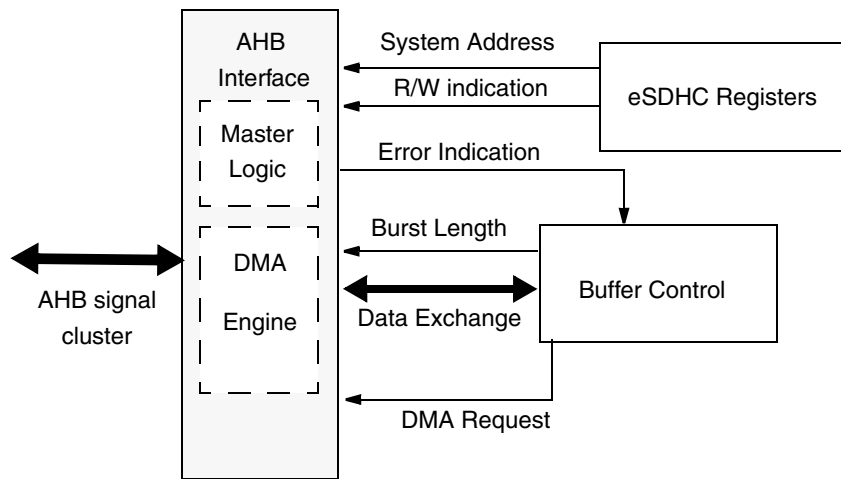 AHB
Interface
Master
Logic
DMA
Engine
AHB signal
cluster
System Address
R/W indication
Error Indication
Burst Length
Data Exchange
DMA Request
eSDHC Registers
Buffer Control